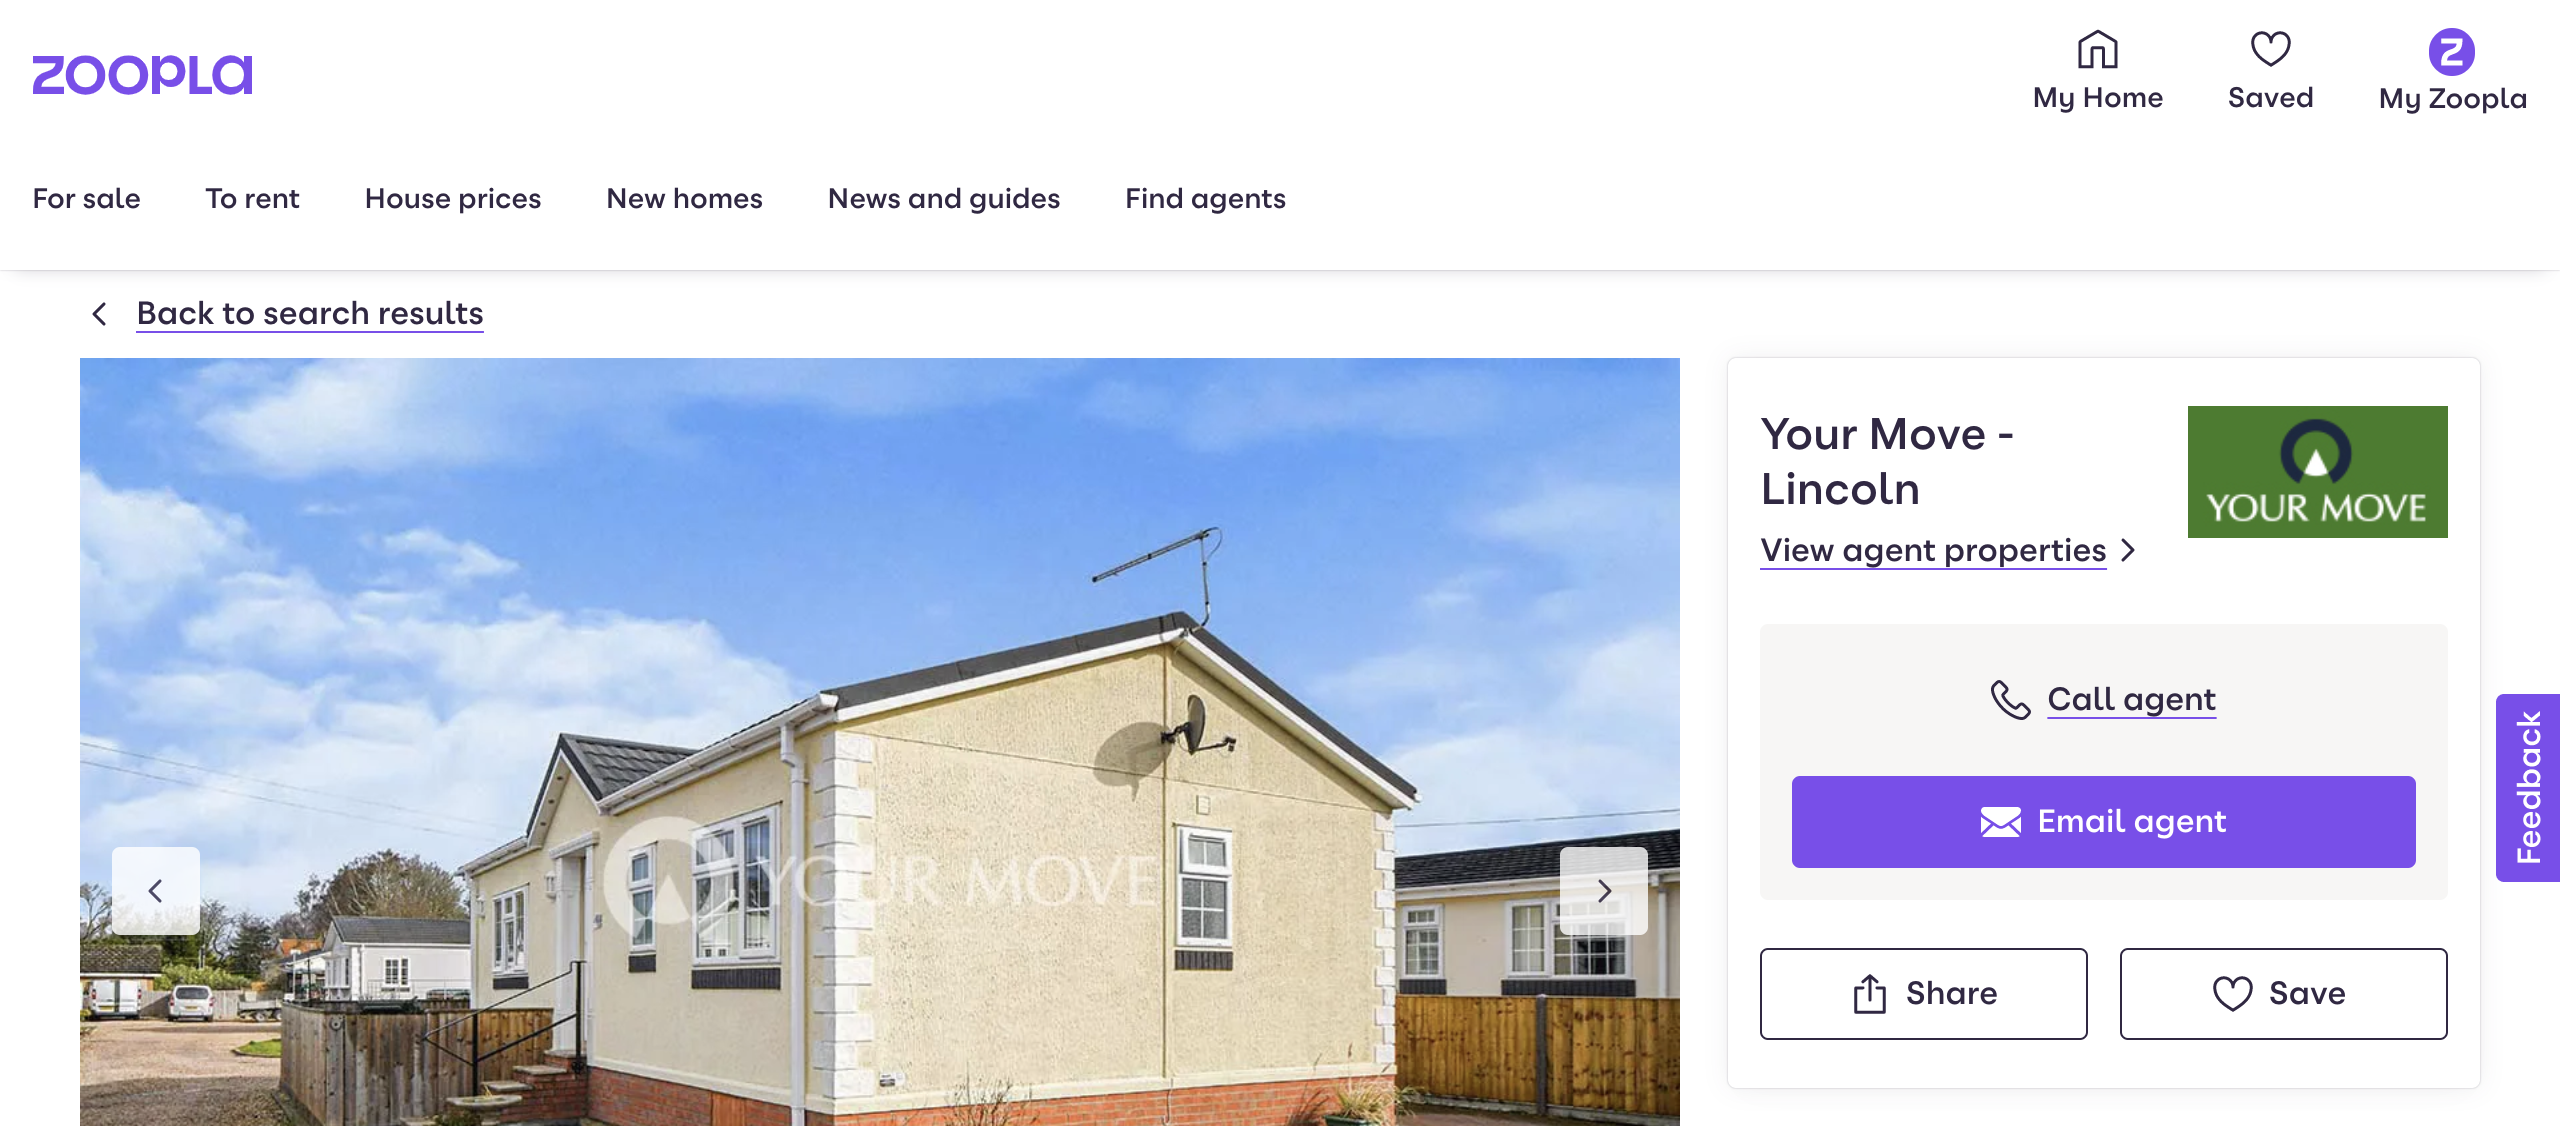 zoopla
My Home
Saved
Z
My Zoopla
For sale
To rent
House prices
New homes
News and guides
Find agents
Back to search results
YOUR MOVE
Your Move -
Lincoln
YOUR MOVE
View agent properties
Call agent
Email agent
Share
Save
Feedback